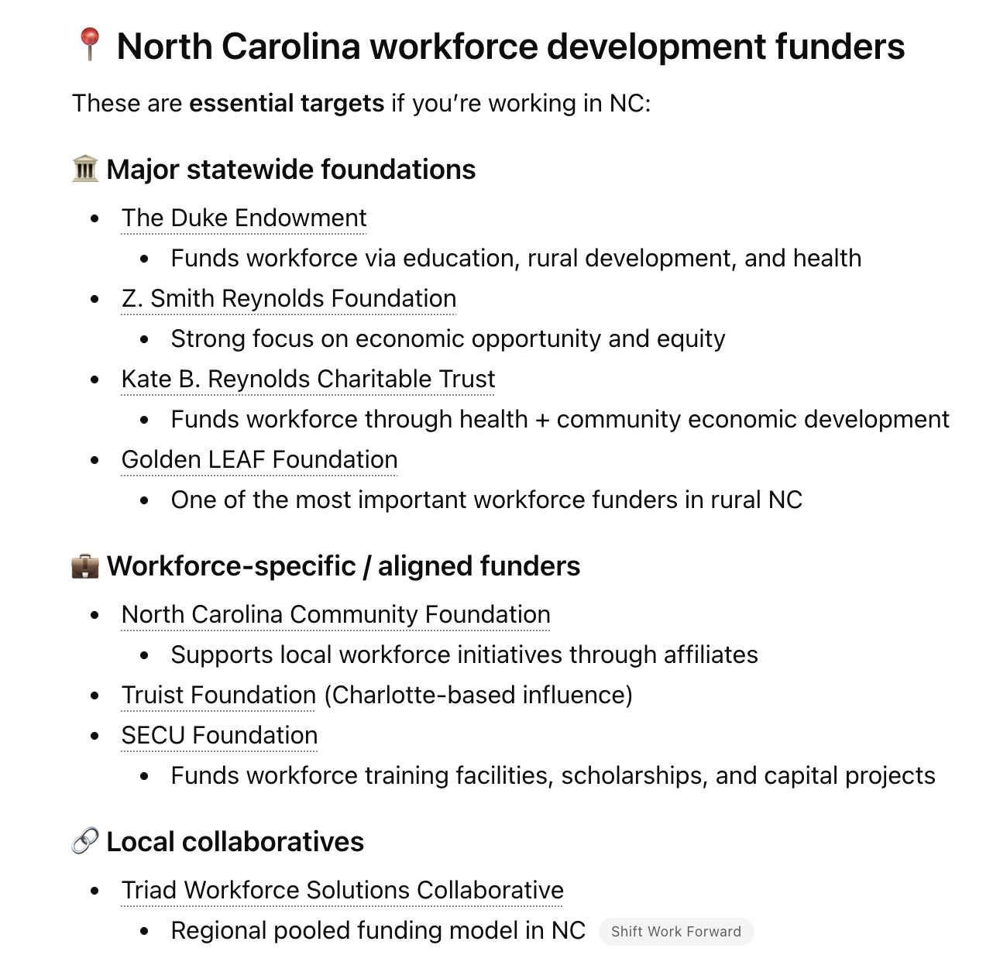 📍 North Carolina workforce development funders
These are essential targets if you’re working in NC:
🏛️ Major statewide foundations
• The Duke Endowment
• Funds workforce via education, rural development, and health
• Z. Smith Reynolds Foundation
• Strong focus on economic opportunity and equity
• Kate B. Reynolds Charitable Trust
• Funds workforce through health + community economic development
• Golden LEAF Foundation
• One of the most important workforce funders in rural NC
💼 Workforce-specific / aligned funders
• North Carolina Community Foundation
• Supports local workforce initiatives through affiliates
• Truist Foundation (Charlotte-based influence)
• SECU Foundation
• Funds workforce training facilities, scholarships, and capital projects
🔗 Local collaboratives
• Triad Workforce Solutions Collaborative
• Regional pooled funding model in NC Shift Work Forward